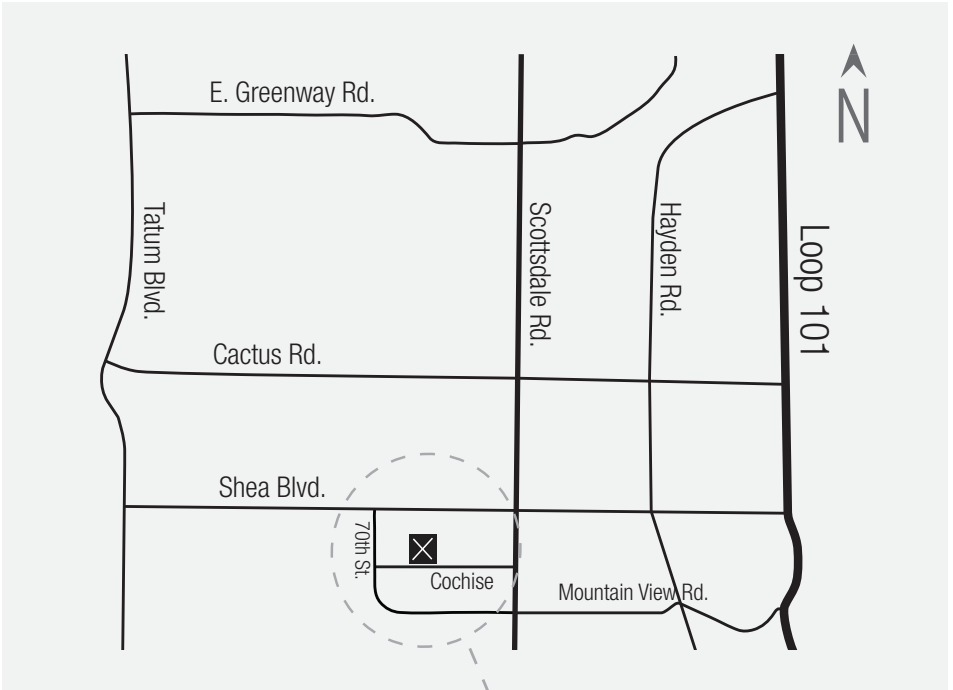 E. Greenway Rd.
N
Tatum Blvd.
Scottsdale Rd.
Hayden Rd.
Loop 101
Cactus Rd.
Shea Blvd.
70th St.
Cochise
Mountain View Rd.